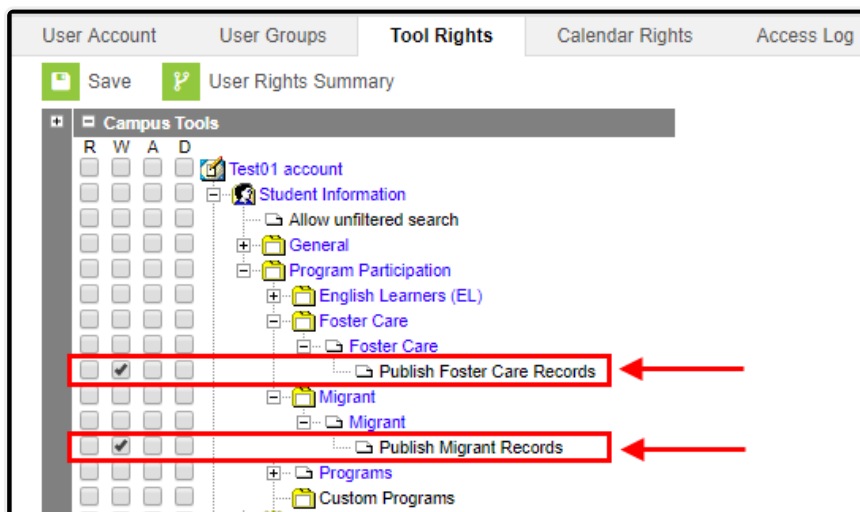 User Account User Groups Tool Rights Calendar Rights Access Log
Save User Rights Summary
Campus Tools
R W A D
Test01 account
Student Information
Allow unfiltered search
General
Program Participation
English Learners (EL)
Foster Care
Foster Care
Publish Foster Care Records
Migrant
Migrant
Publish Migrant Records
Programs
Custom Programs